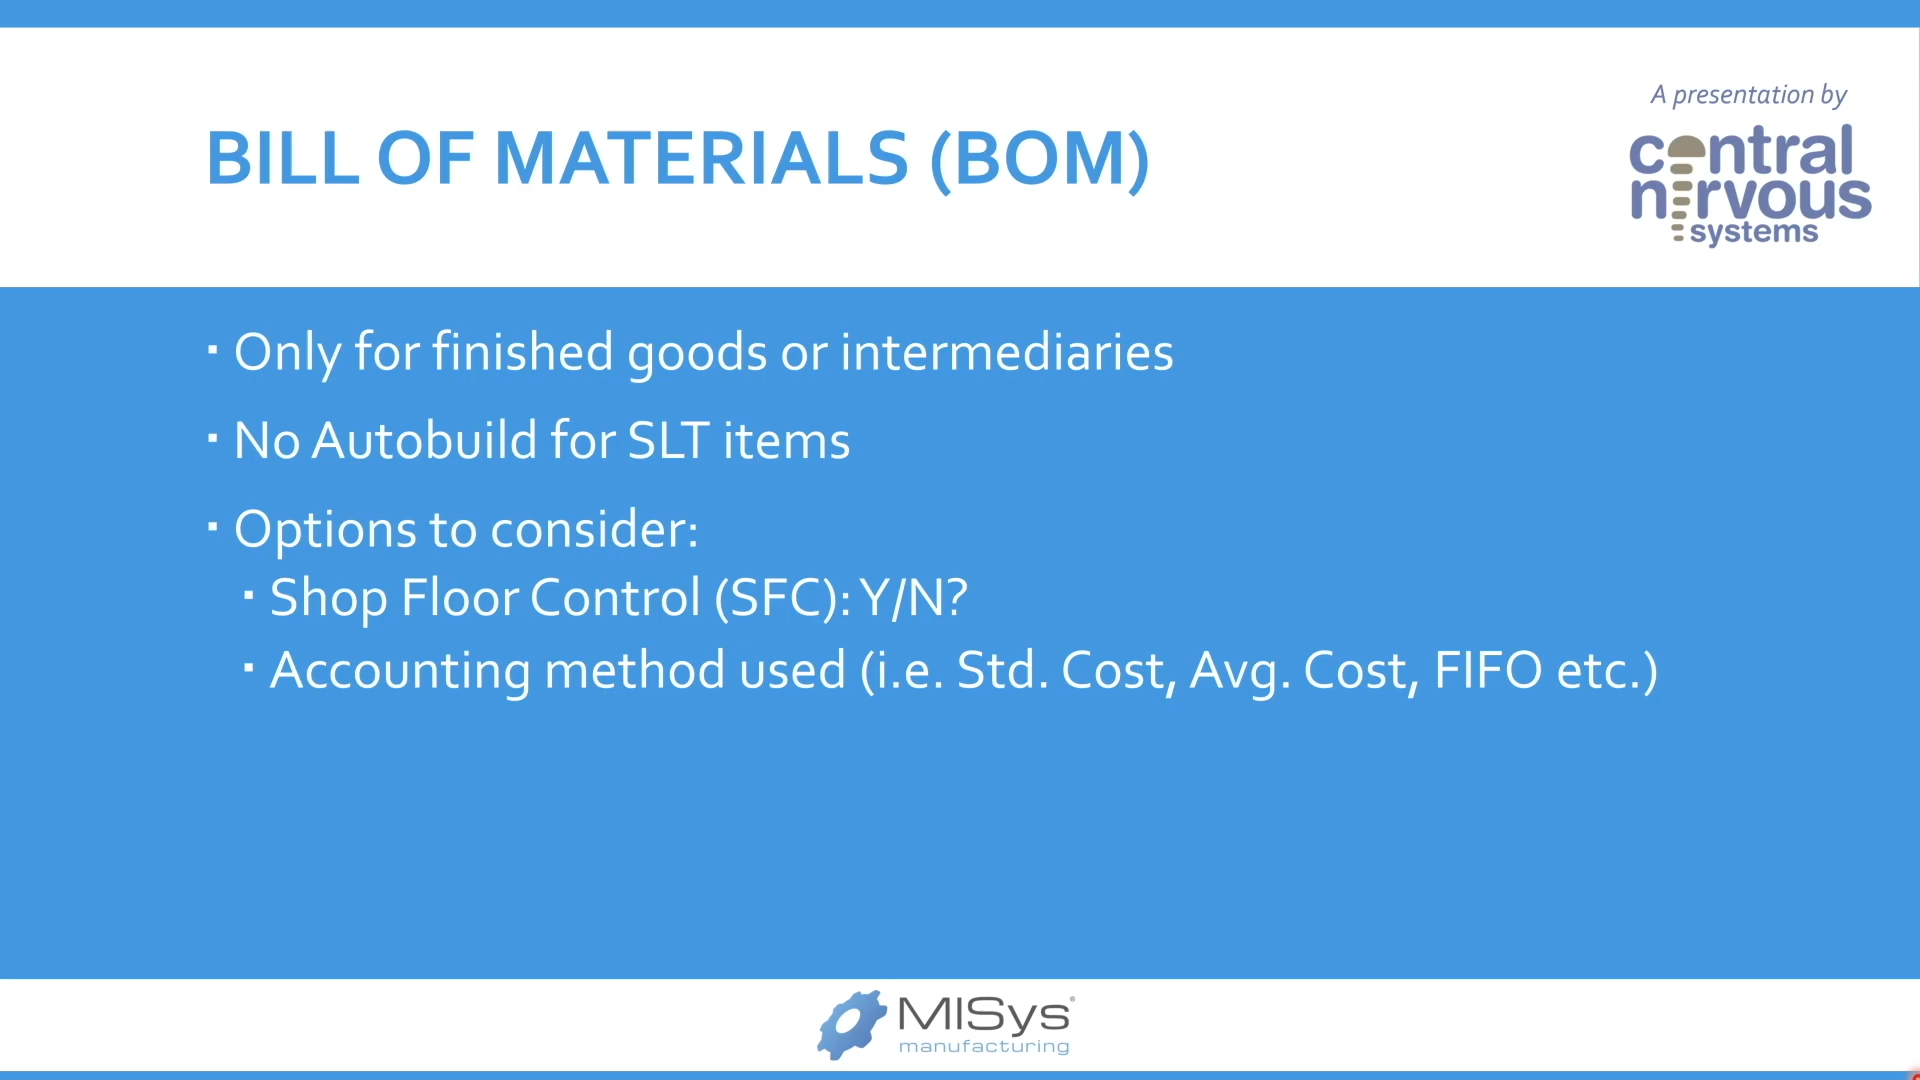 A presentation by
central
nervous
systems
BILL OF MATERIALS (BOM)
▪ Only for finished goods or intermediaries
▪ No Autobuild for SLT items
▪ Options to consider:
▪ Shop Floor Control (SFC): Y/N?
▪ Accounting method used (i.e. Std. Cost, Avg. Cost, FIFO etc.)
MISys®
manufacturing